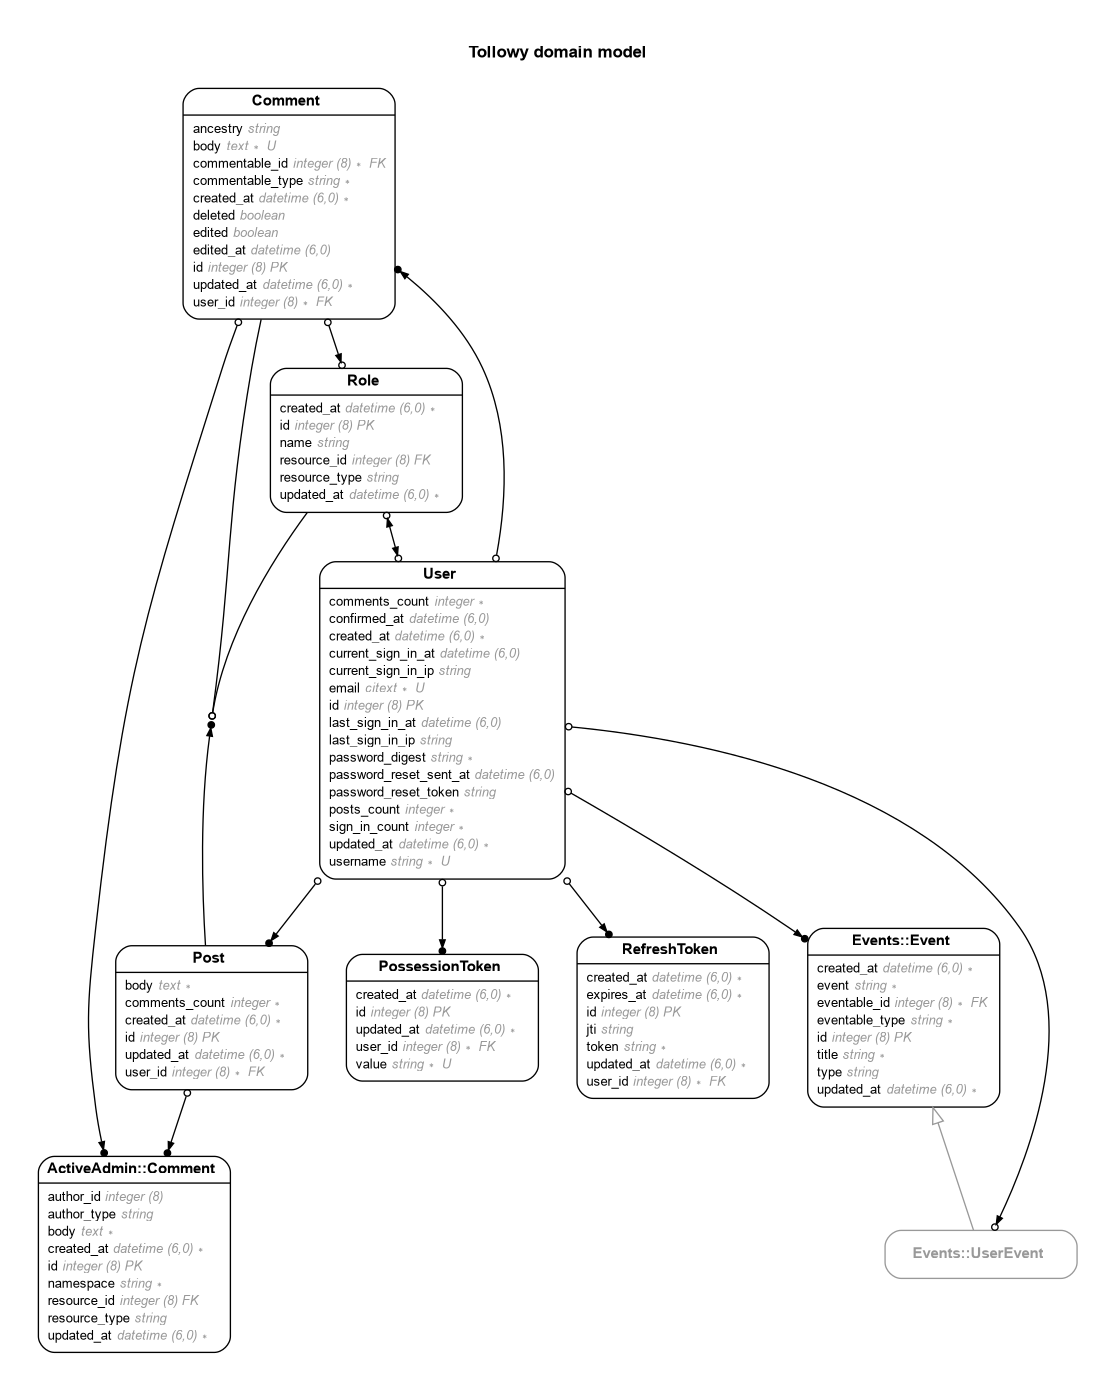 Tollowy domain model
Comment
ancestry string
body text ∗ U
commentable_id integer (8) ∗ FK
commentable_type string ∗
created_at datetime (6,0) ∗
deleted boolean
edited boolean
edited_at datetime (6,0)
id integer (8) PK
updated_at datetime (6,0) ∗
user_id integer (8) ∗ FK
Role
created_at datetime (6,0) ∗
id integer (8) PK
name string
resource_id integer (8) FK
resource_type string
updated_at datetime (6,0) ∗
User
comments_count integer ∗
confirmed_at datetime (6,0)
created_at datetime (6,0) ∗
current_sign_in_at datetime (6,0)
current_sign_in_ip string
email citext ∗ U
id integer (8) PK
last_sign_in_at datetime (6,0)
last_sign_in_ip string
password_digest string ∗
password_reset_sent_at datetime (6,0)
password_reset_token string
posts_count integer ∗
sign_in_count integer ∗
updated_at datetime (6,0) ∗
username string ∗ U
Post
body text ∗
comments_count integer ∗
created_at datetime (6,0) ∗
id integer (8) PK
updated_at datetime (6,0) ∗
user_id integer (8) ∗ FK
PossessionToken
created_at datetime (6,0) ∗
id integer (8) PK
updated_at datetime (6,0) ∗
user_id integer (8) ∗ FK
value string ∗ U
RefreshToken
created_at datetime (6,0) ∗
expires_at datetime (6,0) ∗
id integer (8) PK
jti string
token string ∗
updated_at datetime (6,0) ∗
user_id integer (8) ∗ FK
Events::Event
created_at datetime (6,0) ∗
event string ∗
eventable_id integer (8) ∗ FK
eventable_type string ∗
id integer (8) PK
title string ∗
type string
updated_at datetime (6,0) ∗
ActiveAdmin::Comment
author_id integer (8)
author_type string
body text ∗
created_at datetime (6,0) ∗
id integer (8) PK
namespace string ∗
resource_id integer (8) FK
resource_type string
updated_at datetime (6,0) ∗
Events::UserEvent